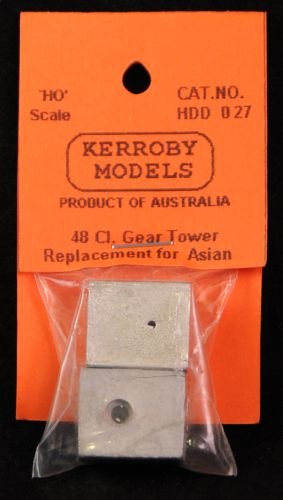 'HO' Scale
CAT.NO. HDD 027
KERROBY
MODELS
PRODUCT OF AUSTRALIA
48 Cl. Gear Tower
Replacement for Asian